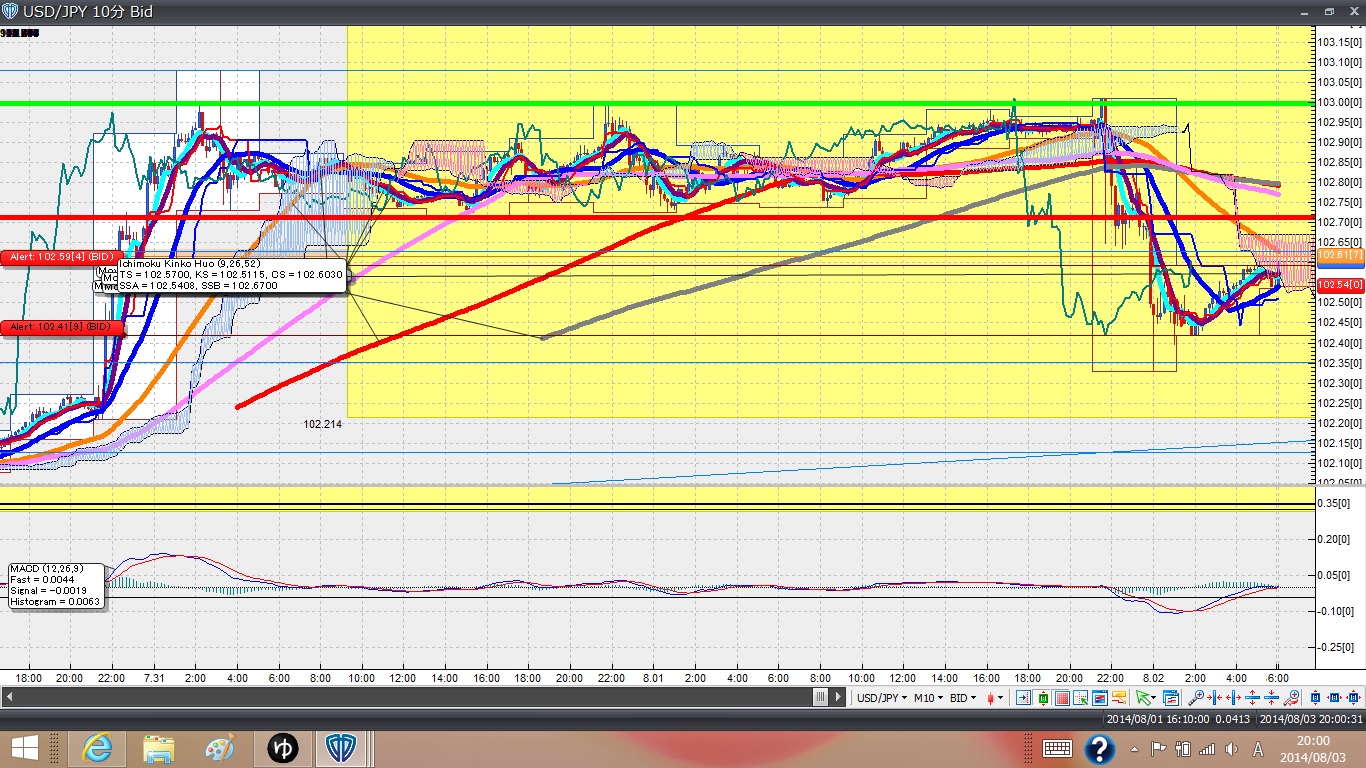 USD/JPY 10分 Bid
103.15[0]
103.10[0]
103.05[0]
103.00[0]
102.95[0]
102.90[0]
102.85[0]
102.80[0]
102.75[0]
102.70[0]
102.65[0]
102.61[7]
102.54[0]
102.50[0]
102.45[0]
102.40[0]
102.35[0]
102.30[0]
102.25[0]
102.20[0]
102.15[0]
102.10[0]
102.05[0]
Alert: 102.59[4] (BID)
Ichimoku Kinko Huo (9,26,52)
TS = 102.5700, KS = 102.5115, CS = 102.6030
SSA = 102.5408, SSB = 102.6700
Alert: 102.41[9] (BID)
102.214
0.35[0]
0.20[0]
0.05[0]
-0.10[0]
-0.25[0]
MACD (12,26,9)
Fast = 0.0044
Signal = -0.0019
Histogram = 0.0063
18:00 20:00 22:00 7.31 2:00 4:00 6:00 8:00 10:00 12:00 14:00 16:00 18:00 20:00 22:00 8.01 2:00 4:00 6:00 8:00 10:00 12:00 14:00 16:00 18:00 20:00 22:00 8.02 2:00 4:00 6:00
USD/JPY M10 BID
2014/08/01 16:10:00 0.0413 2014/08/03 20:00:31
ゆ
A
20:00
2014/08/03